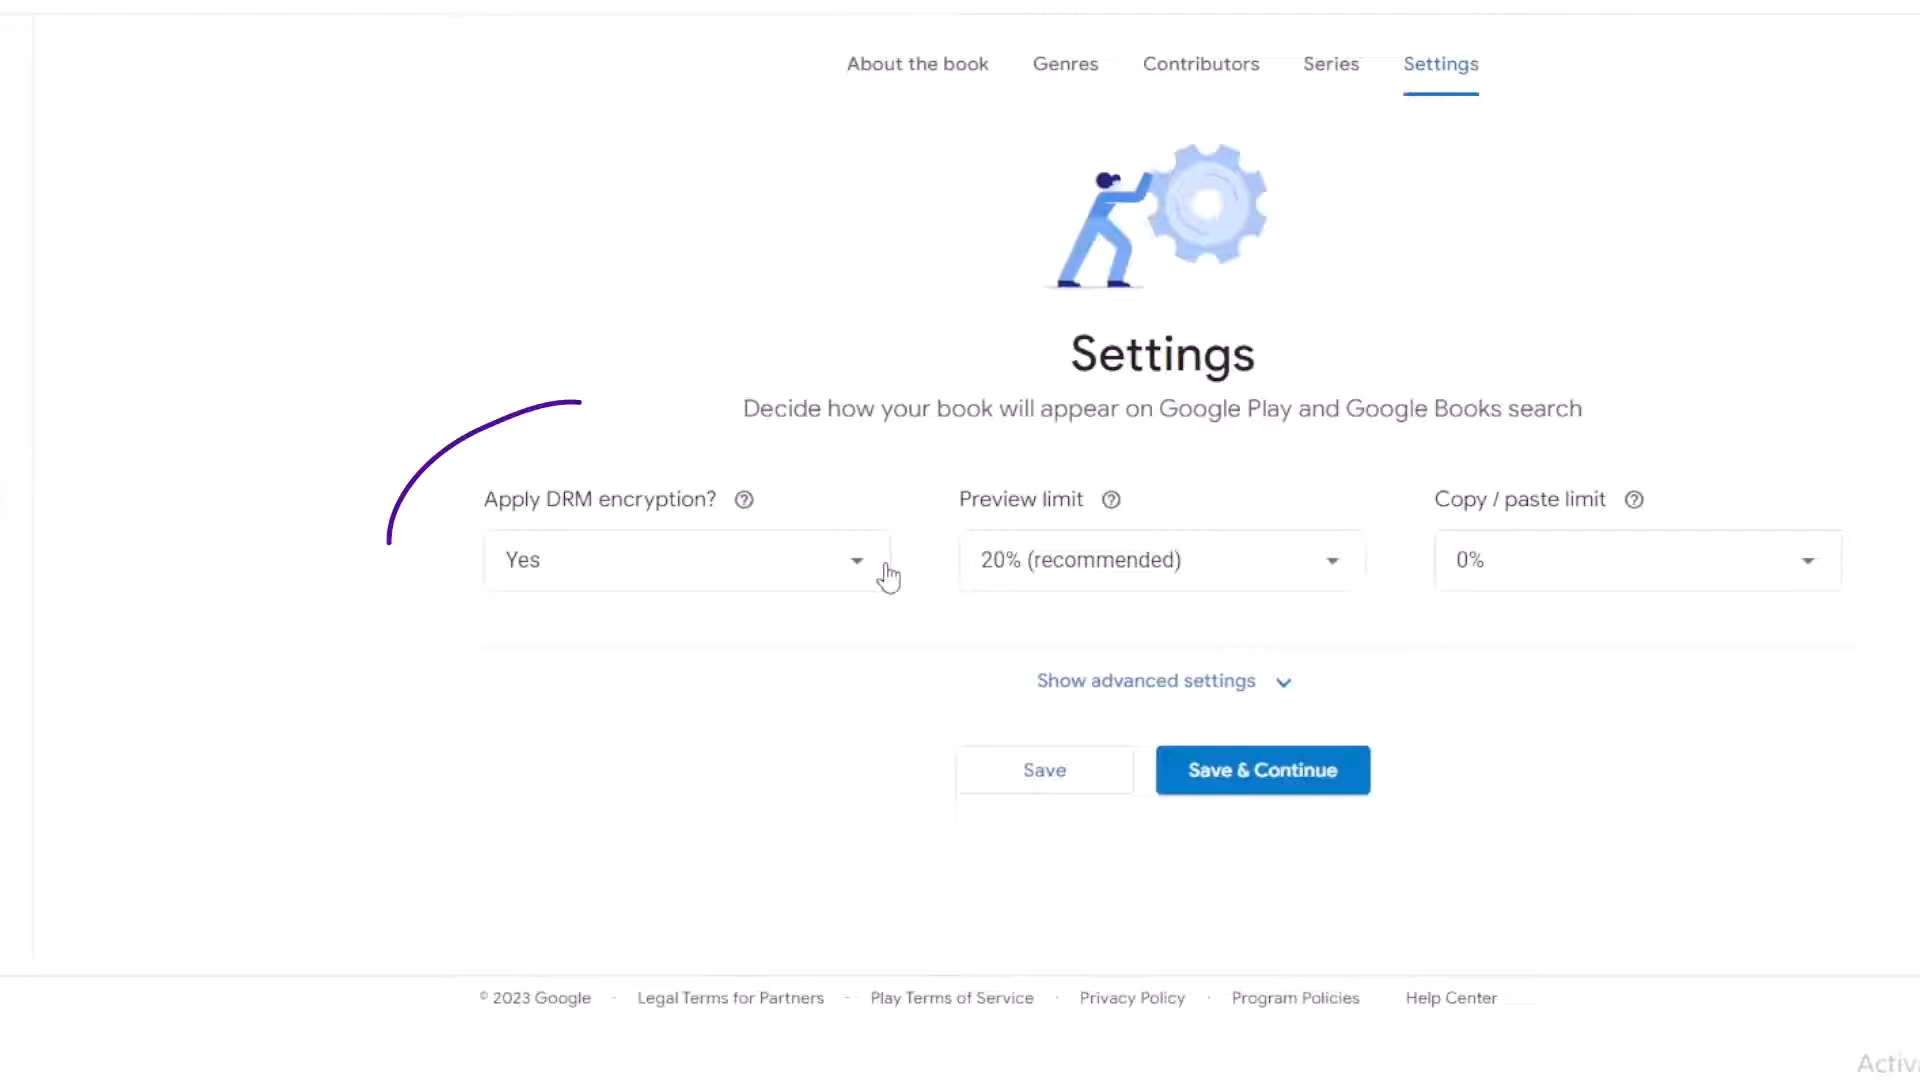 About the book Genres Contributors Series Settings
Settings
Decide how your book will appear on Google Play and Google Books search
Apply DRM encryption? Preview limit Copy / paste limit
Yes 20% (recommended) 0%
Show advanced settings
Save Save & Continue
© 2023 Google · Legal Terms for Partners · Play Terms of Service · Privacy Policy · Program Policies Help Center